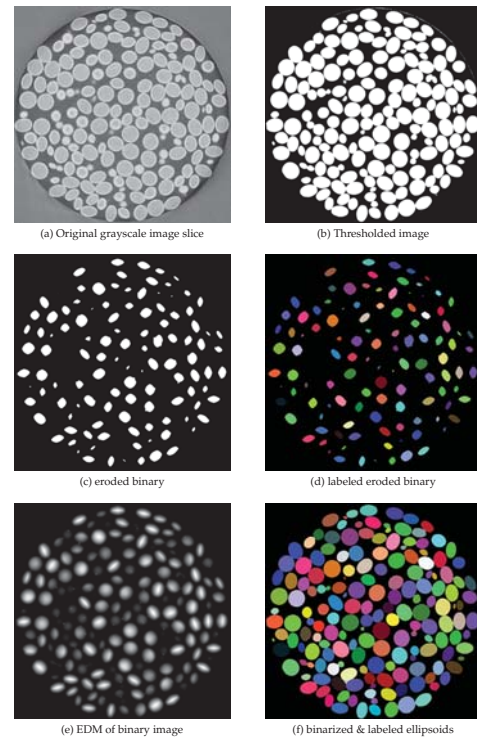 (a) Original grayscale image slice
(b) Thresholded image
(c) eroded binary
(d) labeled eroded binary
(e) EDM of binary image
(f) binarized & labeled ellipsoids